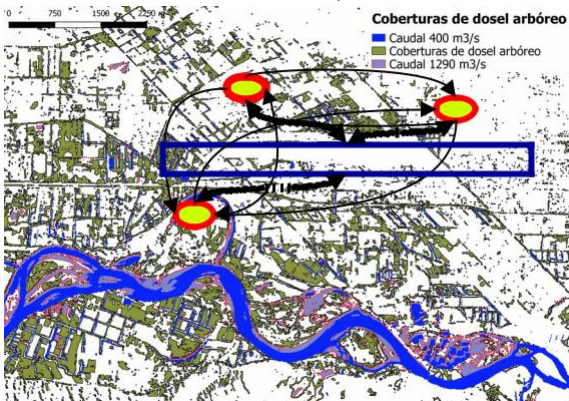 0 750 1500 2250 m
Coberturas de dosel arbóreo
Caudal 400 m3/s
Coberturas de dosel arbóreo
Caudal 1290 m3/s